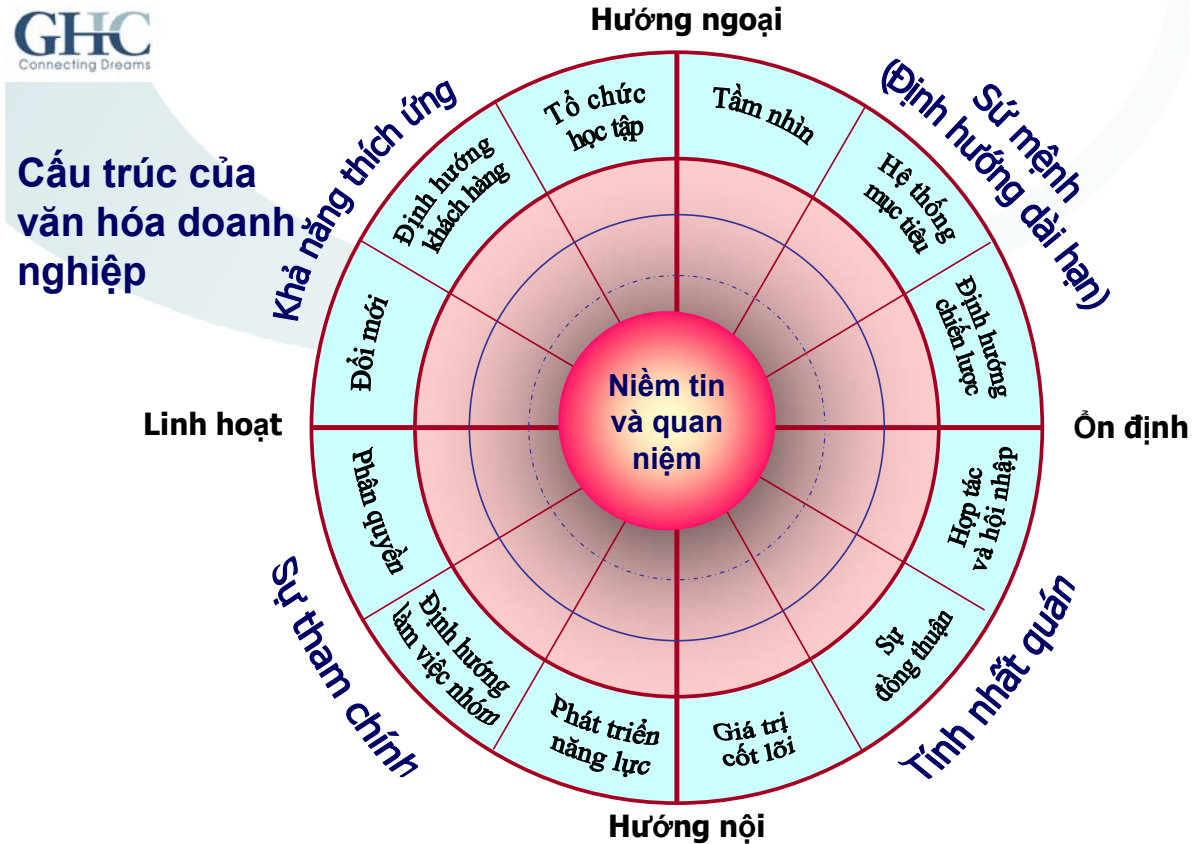 GHC
Connecting Dreams
Cấu trúc của
văn hóa doanh
nghiệp
Hướng ngoại
Khả năng thích ứng
Sứ mệnh
(Định hướng dài hạn)
Tổ chức
học tập
Tầm nhìn
Định hướng
khách hàng
Hệ thống
mục tiêu
Đổi mới
Định hướng
chiến lược
Linh hoạt
Niềm tin
và quan
niệm
Ổn định
Phân quyền
Hợp tác
và hội nhập
Định hướng
làm việc nhóm
Sự
đồng thuận
Phát triển
năng lực
Giá trị
cốt lõi
Sự tham chính
Tính nhất quán
Hướng nội